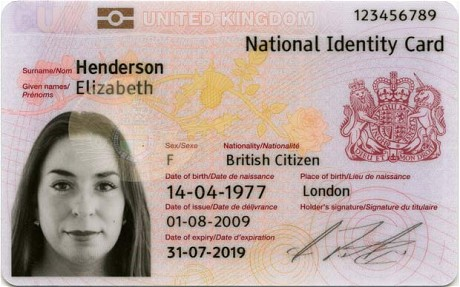 UNITED KINGDOM
123456789
National Identity Card
Surname/Nom Henderson
Given names/ Elizabeth
Prénoms
Sex/Sexe Nationality/Nationalité
F British Citizen
Date of birth/Date de naissance Place of birth/Lieu de naissance
14-04-1977 London
Date of issue/Date de délivrance Holder's signature/Signature du titulaire
01-08-2009
Date of expiry/Date d'expiration
31-07-2019